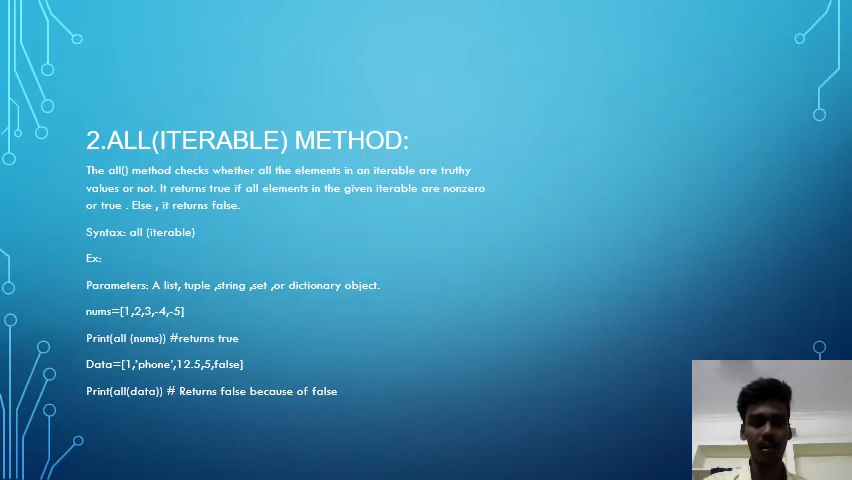 2.ALL(ITERABLE) METHOD:
The all() method checks whether all the elements in an iterable are truthy
values or not. It returns true if all elements in the given iterable are nonzero
or true . Else , it returns false.
Syntax: all (iterable)
Ex:
Parameters: A list, tuple ,string ,set ,or dictionary object.
nums=[1,2,3,-4,-5]
Print(all (nums)) #returns true
Data=[1,'phone',12.5,5,false]
Print(all(data)) # Returns false because of false